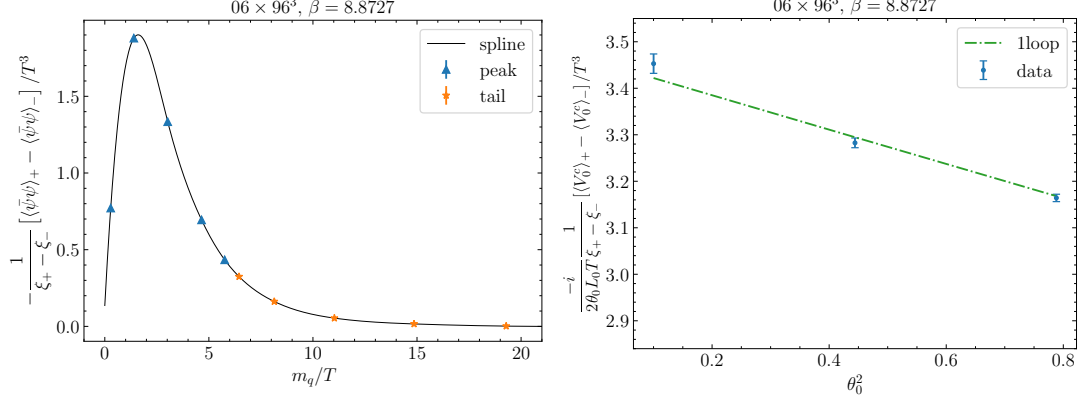 06 × 96³, β = 8.8727
spline
peak
tail
−1/(ξ₊ − ξ₋) [⟨ψ̄ψ⟩₊ − ⟨ψ̄ψ⟩₋] /T³
1.5
1.0
0.5
0.0
0 5 10 15 20
m_q/T
06 × 96³, β = 8.8727
1loop
data
−i/(2θ₀L₀T) 1/(ξ₊ − ξ₋) [⟨V₀ᶜ⟩₊ − ⟨V₀ᶜ⟩₋] /T³
3.5
3.4
3.3
3.2
3.1
3.0
2.9
0.2 0.4 0.6 0.8
θ₀²